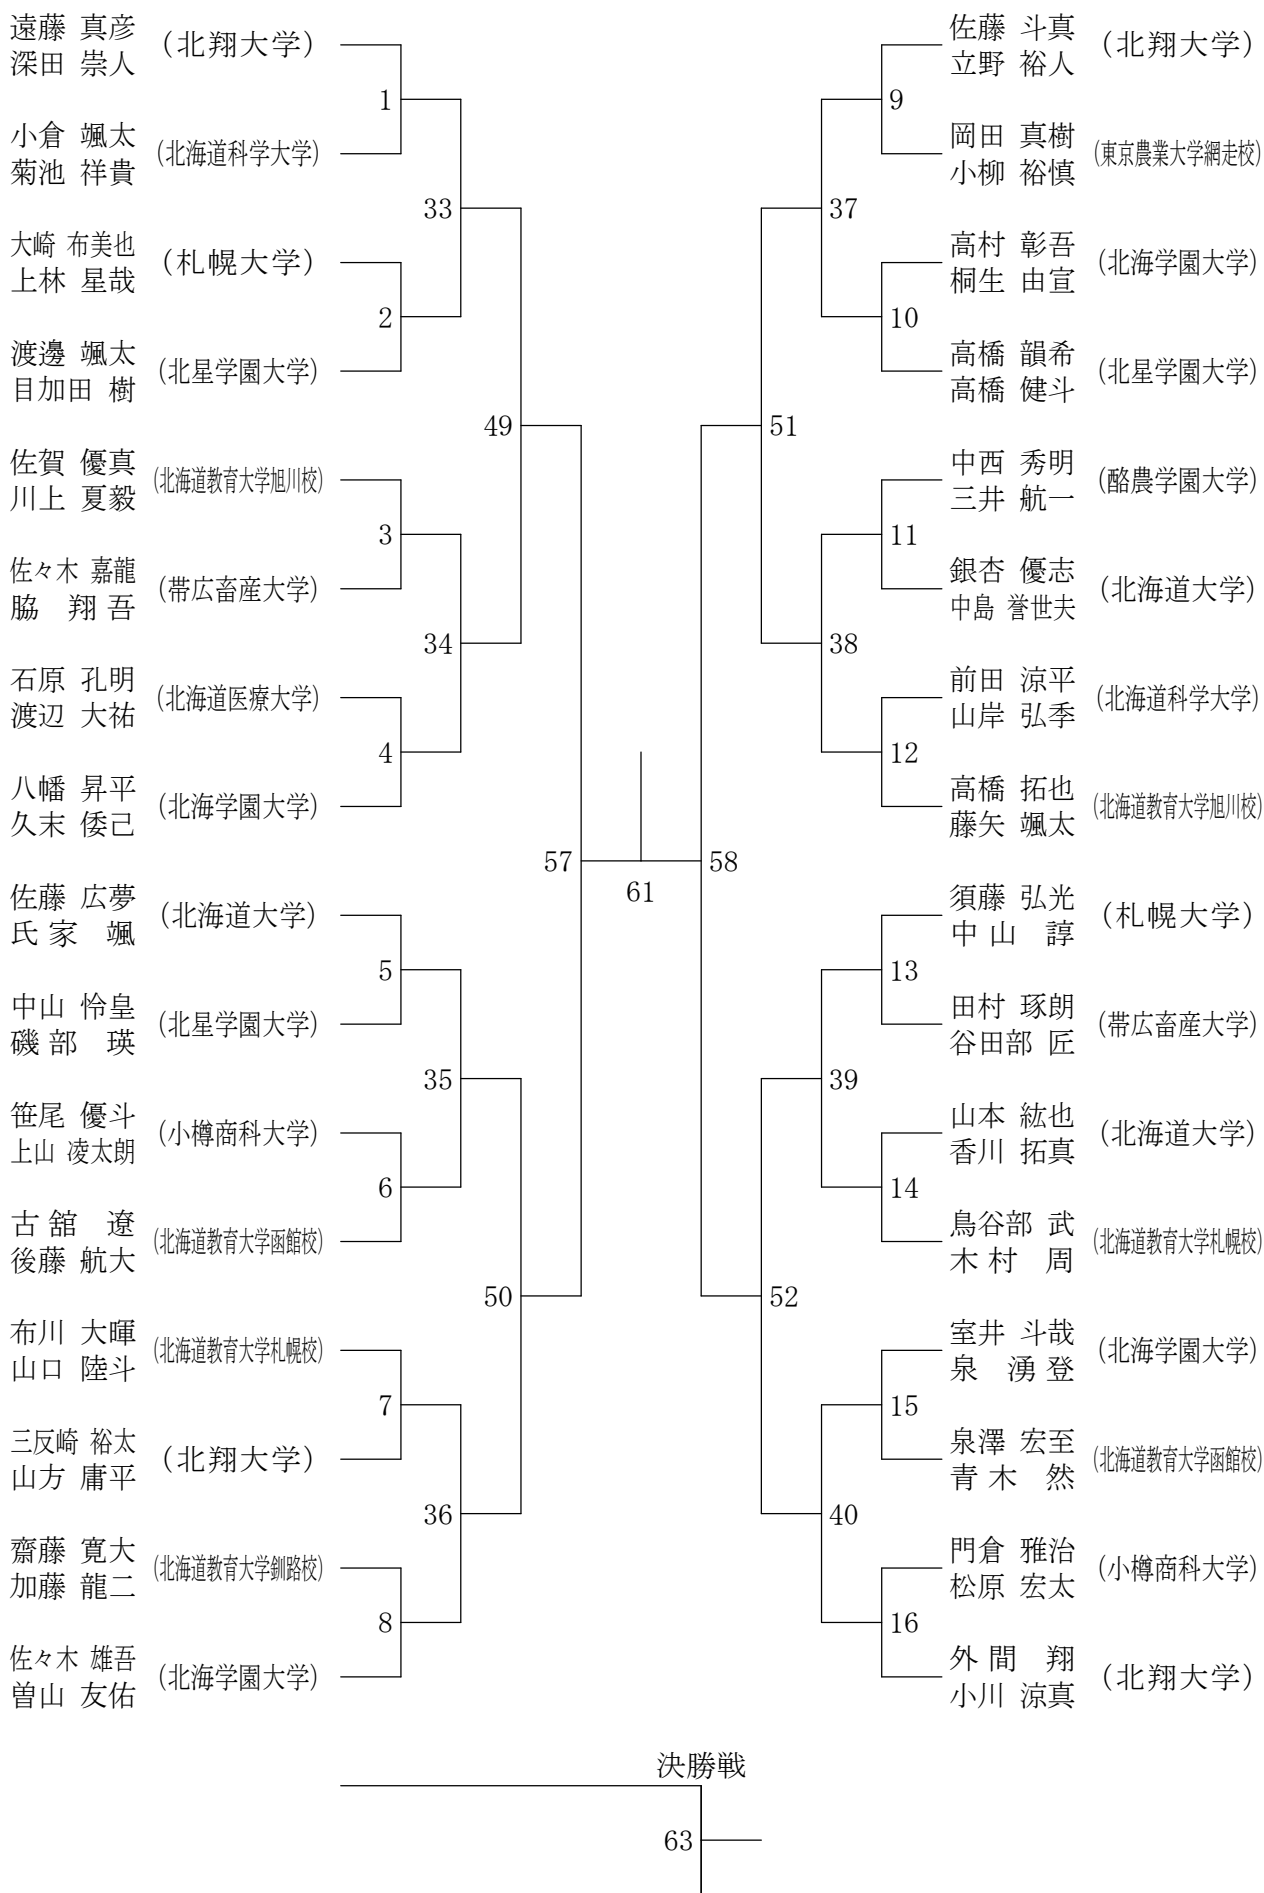 遠藤 真彦
深田 崇人
(北翔大学)
1
小倉 颯太
菊池 祥貴
(北海道科学大学)
33
大崎 布美也
上林 星哉
(札幌大学)
2
渡邊 颯太
目加田 樹
(北星学園大学)
49
佐賀 優真
川上 夏毅
(北海道教育大学旭川校)
3
佐々木 嘉龍
脇 翔吾
(帯広畜産大学)
34
石原 孔明
渡辺 大祐
(北海道医療大学)
4
八幡 昇平
久末 倭己
(北海学園大学)
57
佐藤 広夢
氏家 颯
(北海道大学)
5
中山 怜皇
磯部 瑛
(北星学園大学)
35
笹尾 優斗
上山 凌太朗
(小樽商科大学)
6
古舘 遼
後藤 航大
(北海道教育大学函館校)
50
布川 大暉
山口 陸斗
(北海道教育大学札幌校)
7
三反崎 裕太
山方 庸平
(北翔大学)
36
齋藤 寛大
加藤 龍二
(北海道教育大学釧路校)
8
佐々木 雄吾
曽山 友佑
(北海学園大学)
61
佐藤 斗真
立野 裕人
(北翔大学)
9
岡田 真樹
小柳 裕慎
(東京農業大学網走校)
37
高村 彰吾
桐生 由宣
(北海学園大学)
10
高橋 韻希
高橋 健斗
(北星学園大学)
51
中西 秀明
三井 航一
(酪農学園大学)
11
銀杏 優志
中島 誉世夫
(北海道大学)
38
前田 涼平
山岸 弘季
(北海道科学大学)
12
高橋 拓也
藤矢 颯太
(北海道教育大学旭川校)
58
須藤 弘光
中山 諄
(札幌大学)
13
田村 琢朗
谷田部 匠
(帯広畜産大学)
39
山本 紘也
香川 拓真
(北海道大学)
14
鳥谷部 武
木村 周
(北海道教育大学札幌校)
52
室井 斗哉
泉 湧登
(北海学園大学)
15
泉澤 宏至
青木 然
(北海道教育大学函館校)
40
門倉 雅治
松原 宏太
(小樽商科大学)
16
外間 翔
小川 涼真
(北翔大学)
決勝戦
63